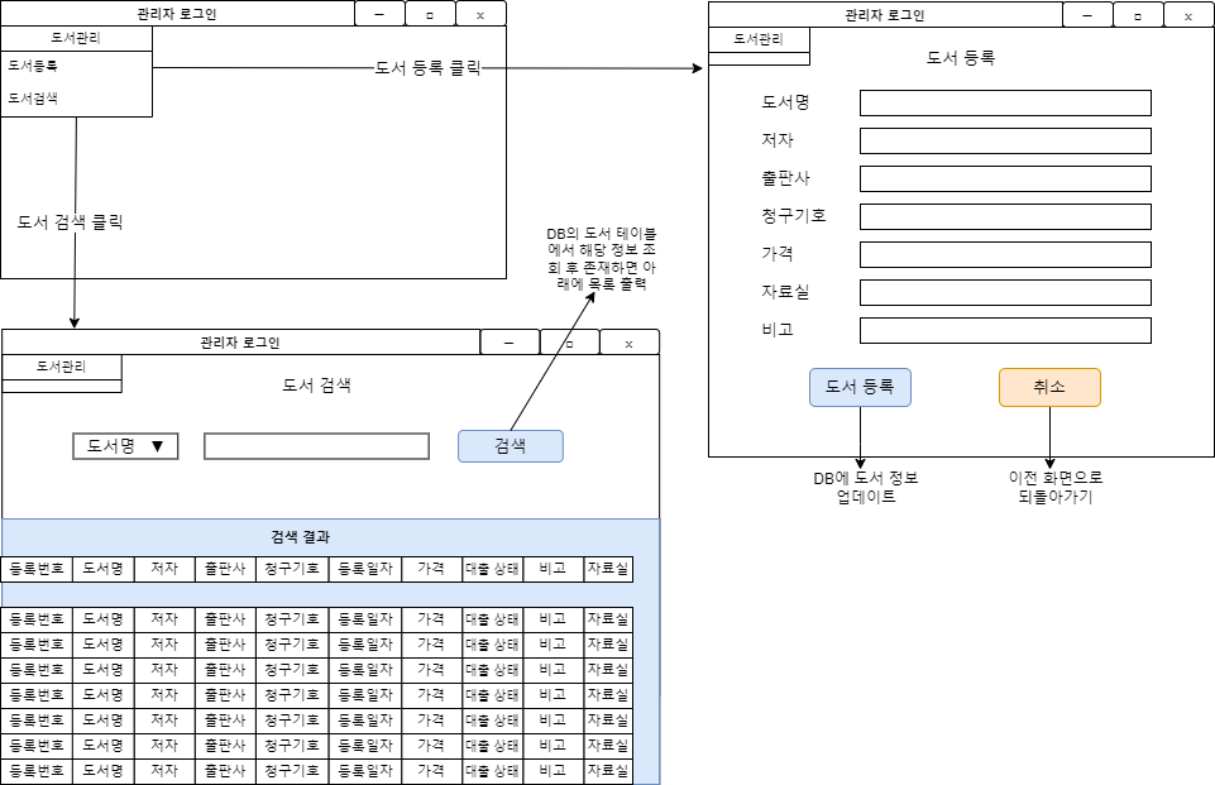 관리자 로그인
도서관리
도서등록
도서검색
도서 등록 클릭
도서 검색 클릭
관리자 로그인
도서관리
도서 등록
도서명
저자
출판사
청구기호
가격
자료실
비고
도서 등록
취소
DB에 도서 정보
업데이트
이전 화면으로
되돌아가기
DB의 도서 테이블
에서 해당 정보 조
회 후 존재하면 아
래에 목록 출력
관리자 로그인
도서관리
도서 검색
도서명 ▼
검색
검색 결과
등록번호 도서명 저자 출판사 청구기호 등록일자 가격 대출 상태 비고 자료실
등록번호 도서명 저자 출판사 청구기호 등록일자 가격 대출 상태 비고 자료실
등록번호 도서명 저자 출판사 청구기호 등록일자 가격 대출 상태 비고 자료실
등록번호 도서명 저자 출판사 청구기호 등록일자 가격 대출 상태 비고 자료실
등록번호 도서명 저자 출판사 청구기호 등록일자 가격 대출 상태 비고 자료실
등록번호 도서명 저자 출판사 청구기호 등록일자 가격 대출 상태 비고 자료실
등록번호 도서명 저자 출판사 청구기호 등록일자 가격 대출 상태 비고 자료실
등록번호 도서명 저자 출판사 청구기호 등록일자 가격 대출 상태 비고 자료실